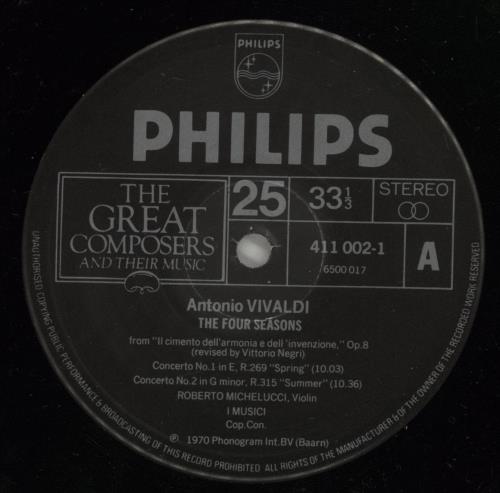 PHILIPS
PHILIPS
THE
GREAT
COMPOSERS
AND THEIR MUSIC
25
33 1/3
STEREO
411 002-1
6500 017
A
Antonio VIVALDI
THE FOUR SEASONS
from "Il cimento dell'armonia e dell'invenzione," Op.8
(revised by Vittorio Negri)
Concerto No.1 in E, R.269 "Spring" (10.03)
Concerto No.2 in G minor, R.315 "Summer" (10.36)
ROBERTO MICHELUCCI, Violin
I MUSICI
Cop.Con.
℗ 1970 Phonogram Int.BV (Baarn)
UNAUTHORISED COPYING PUBLIC PERFORMANCE & BROADCASTING OF THIS RECORD PROHIBITED ALL RIGHTS OF THE MANUFACTURER & OF THE OWNER OF THE RECORDED WORK RESERVED